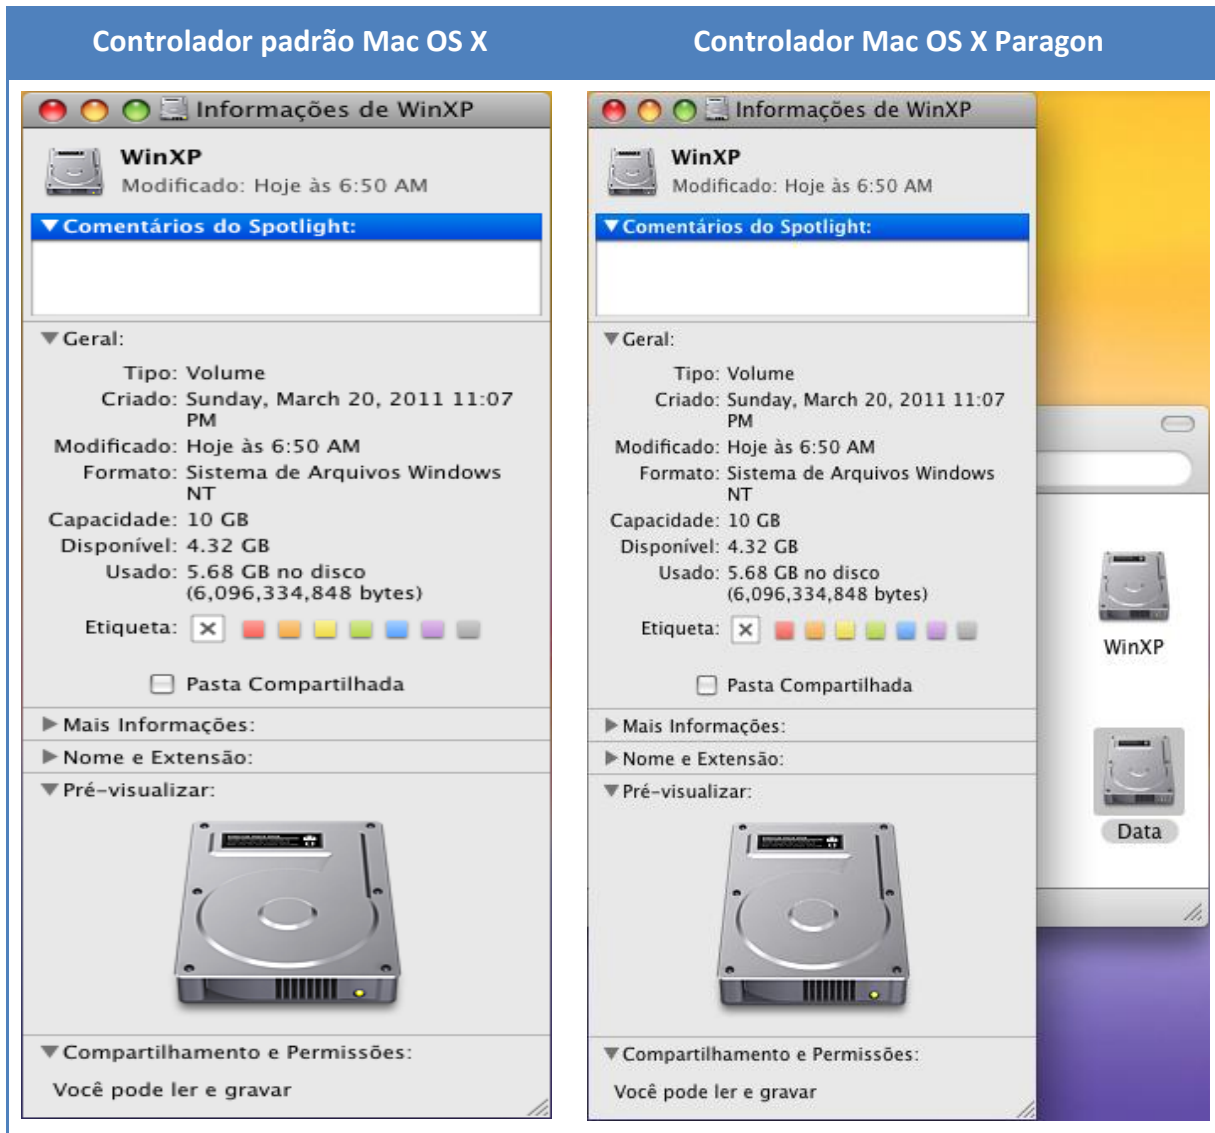 Controlador padrão Mac OS X
Controlador Mac OS X Paragon
Informações de WinXP
WinXP
Modificado: Hoje às 6:50 AM
Comentários do Spotlight:
Geral:
Tipo: Volume
Criado: Sunday, March 20, 2011 11:07
PM
Modificado: Hoje às 6:50 AM
Formato: Sistema de Arquivos Windows
NT
Capacidade: 10 GB
Disponível: 4.32 GB
Usado: 5.68 GB no disco
(6,096,334,848 bytes)
Etiqueta:
Pasta Compartilhada
Mais Informações:
Nome e Extensão:
Pré-visualizar:
Compartilhamento e Permissões:
Você pode ler e gravar
Informações de WinXP
WinXP
Modificado: Hoje às 6:50 AM
Comentários do Spotlight:
Geral:
Tipo: Volume
Criado: Sunday, March 20, 2011 11:07
PM
Modificado: Hoje às 6:50 AM
Formato: Sistema de Arquivos Windows
NT
Capacidade: 10 GB
Disponível: 4.32 GB
Usado: 5.68 GB no disco
(6,096,334,848 bytes)
Etiqueta:
Pasta Compartilhada
Mais Informações:
Nome e Extensão:
Pré-visualizar:
Compartilhamento e Permissões:
Você pode ler e gravar
WinXP
Data